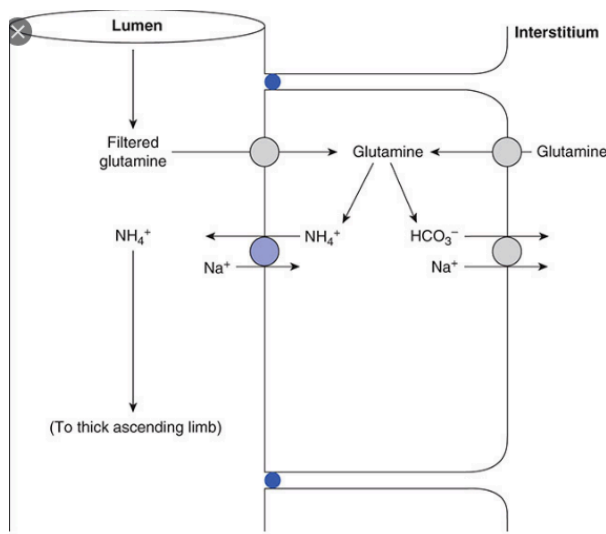 Lumen
Interstitium
Filtered
glutamine
Glutamine
Glutamine
NH₄⁺
NH₄⁺
HCO₃⁻
Na⁺
Na⁺
(To thick ascending limb)